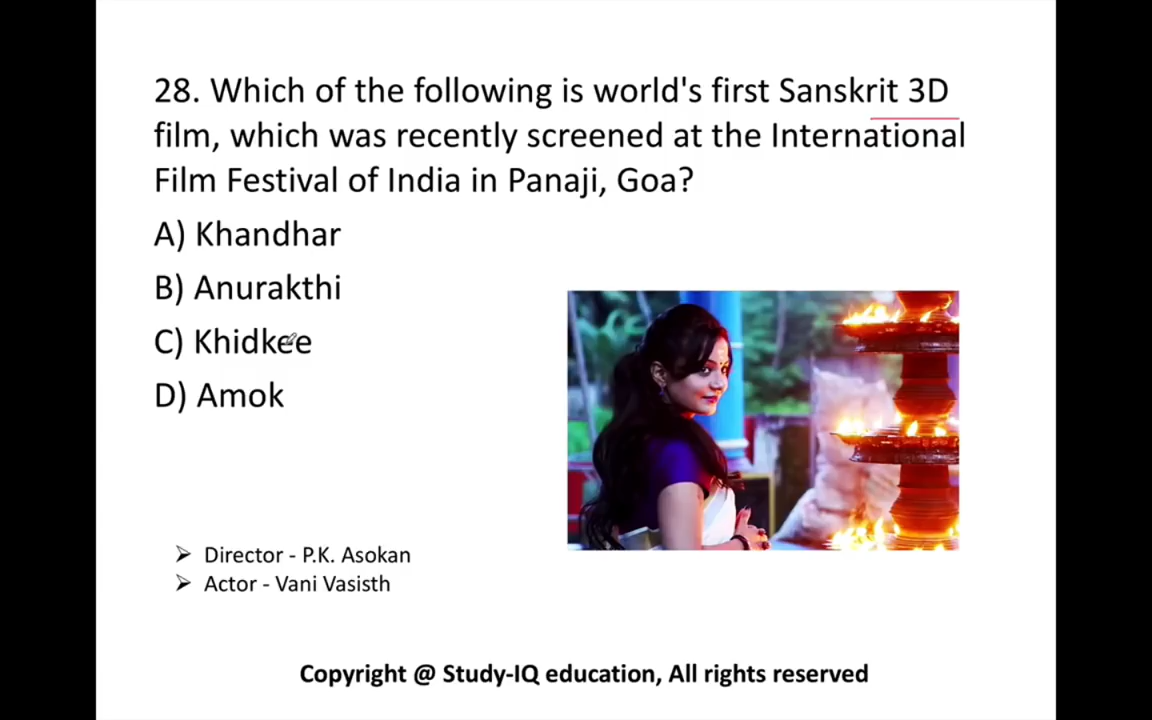 28. Which of the following is world's first Sanskrit 3D
film, which was recently screened at the International
Film Festival of India in Panaji, Goa?
A) Khandhar
B) Anurakthi
C) Khidkee
D) Amok
➢ Director - P.K. Asokan
➢ Actor - Vani Vasisth
Copyright @ Study-IQ education, All rights reserved